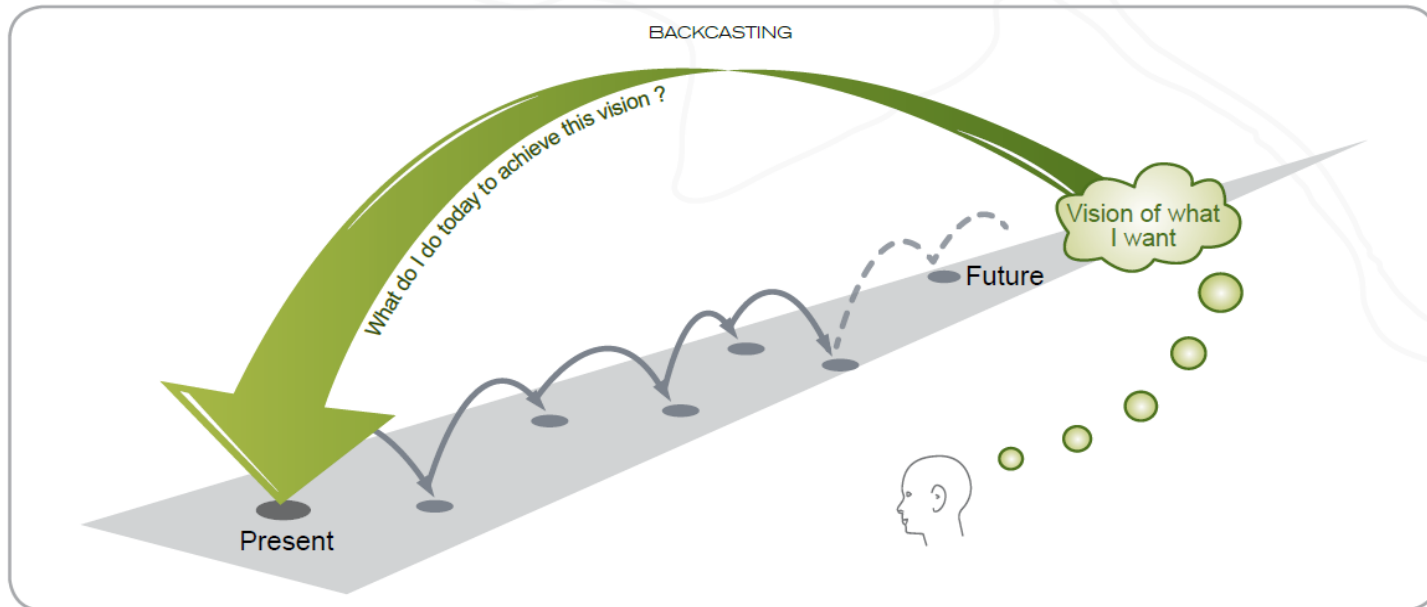 BACKCASTING
What do I do today to achieve this vision ?
Vision of what
I want
Future
Present